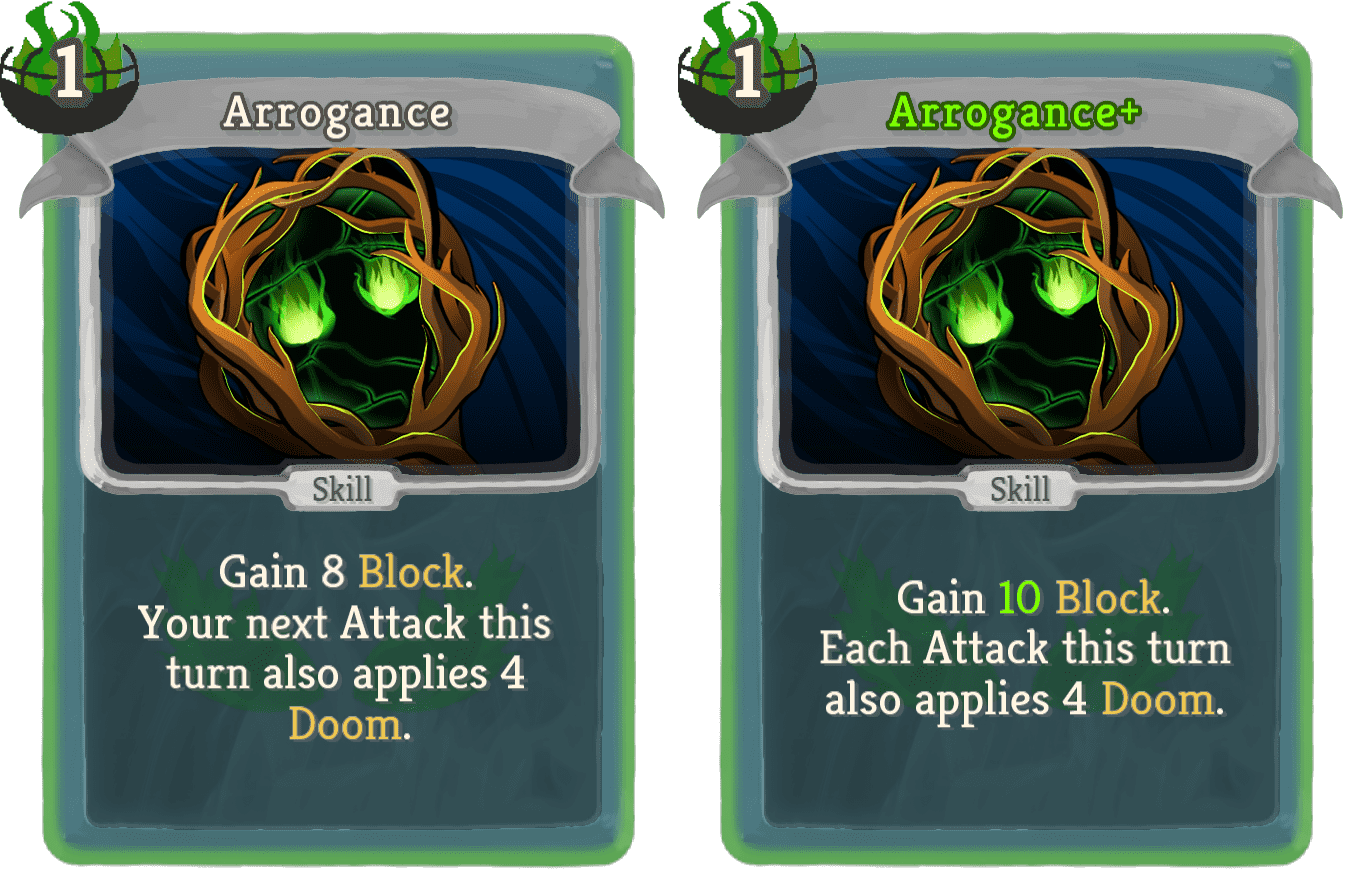 1
Arrogance
Skill
Gain 8 Block.
Your next Attack this
turn also applies 4
Doom.
1
Arrogance+
Skill
Gain 10 Block.
Each Attack this turn
also applies 4 Doom.